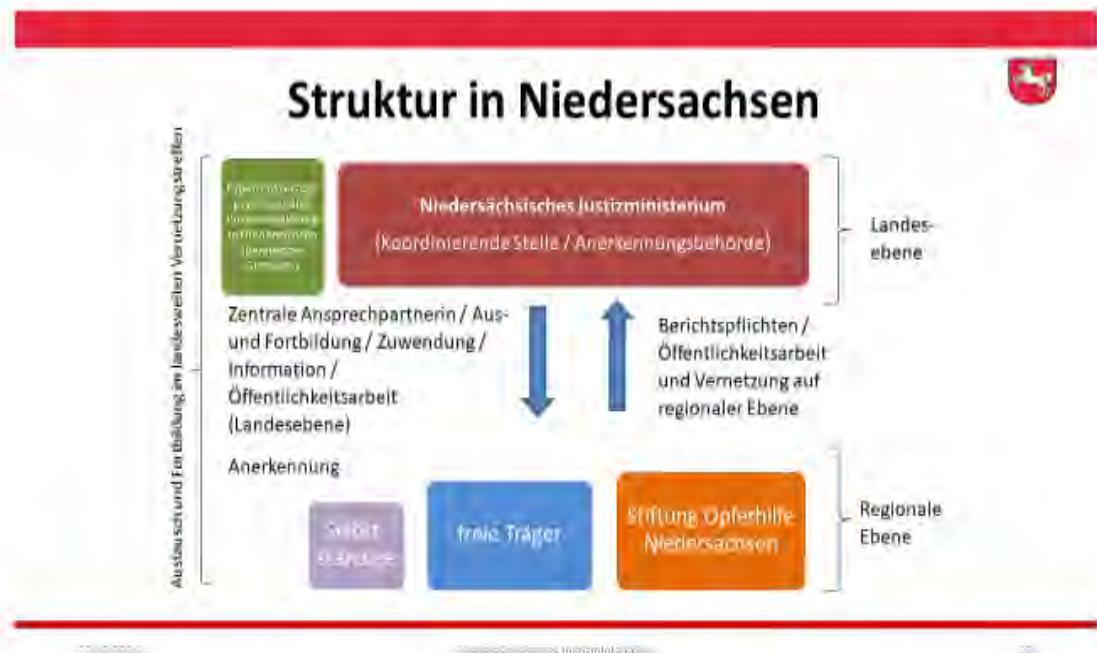 Struktur in Niedersachsen
Austausch und Fortbildung im landesweiten Vernetzungstreffen
Niedersächsisches Justizministerium
(Koordinierende Stelle / Anerkennungsbehörde)
Landes-
ebene
Zentrale Ansprechpartnerin / Aus-
und Fortbildung / Zuwendung /
Information /
Öffentlichkeitsarbeit
(Landesebene)
Anerkennung
Berichtspflichten /
Öffentlichkeitsarbeit
und Vernetzung auf
regionaler Ebene
freie Träger
Stiftung Opferhilfe
Niedersachsen
Regionale
Ebene